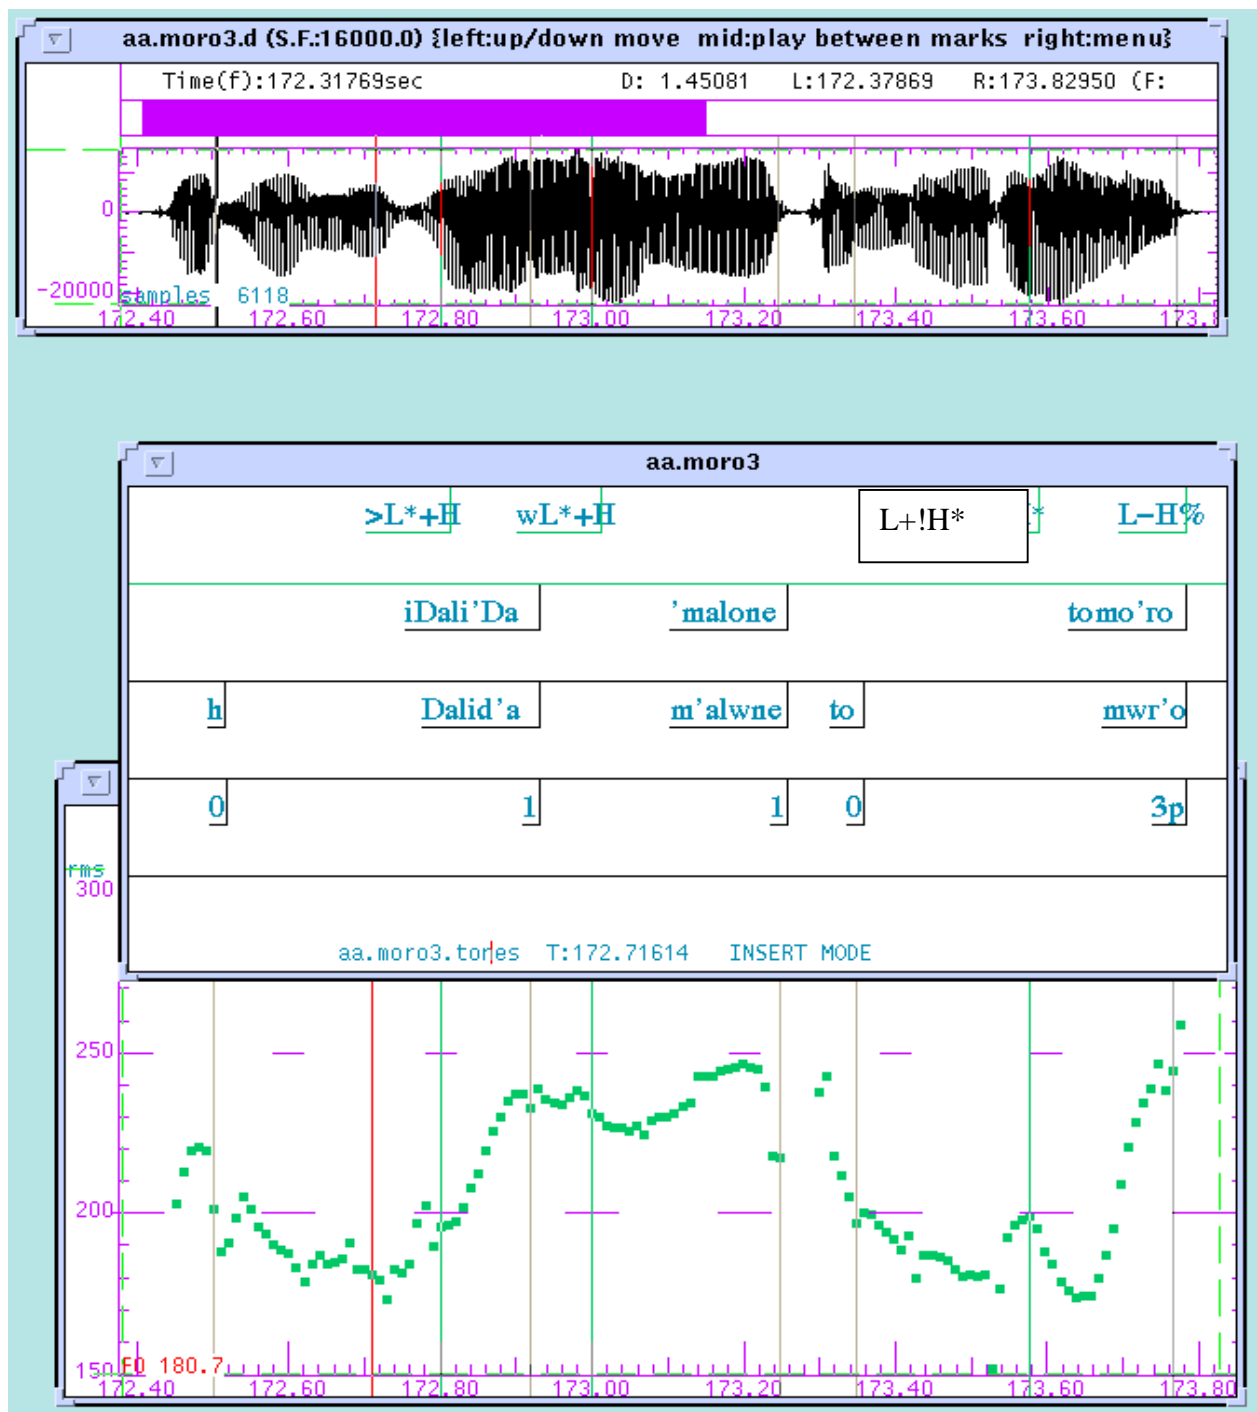 aa.moro3.d (S.F.:16000.0) {left:up/down move mid:play between marks right:menu}
Time(f):172.31769sec D: 1.45081 L:172.37869 R:173.82950 (F:
0
-20000
samples 6118
172.40 172.60 172.80 173.00 173.20 173.40 173.60 173.8
aa.moro3
>L*+H wL*+H L+!H* * L-H%
iDali'Da 'malone tomo'ro
h Dalid'a m'alwne to mwr'o
0 1 1 0 3p
rms
300
aa.moro3.tones T:172.71614 INSERT MODE
250
200
150
F0 180.7
172.40 172.60 172.80 173.00 173.20 173.40 173.60 173.80